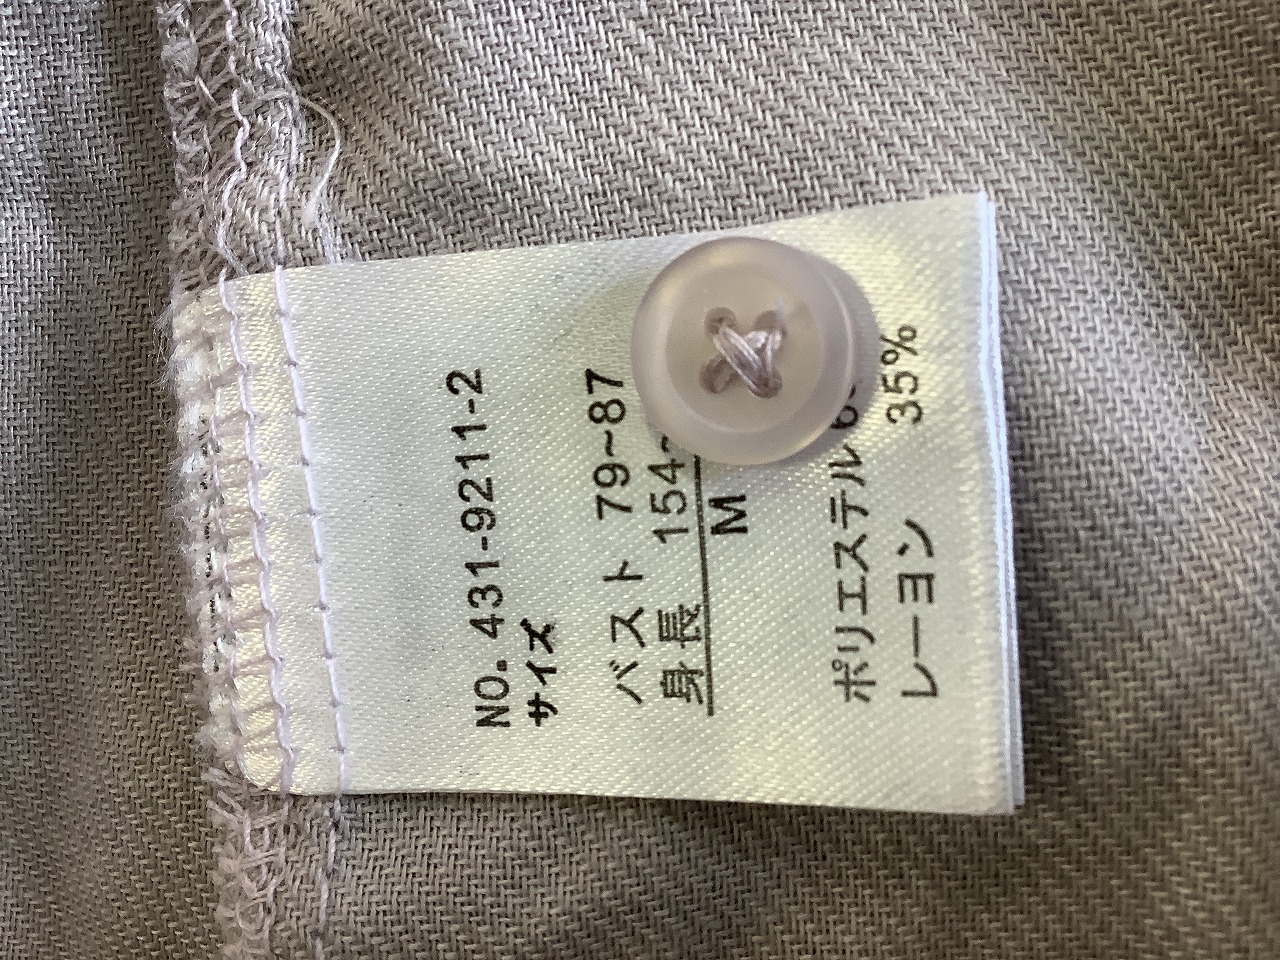 NO. 431-9211-2
サイズ
バスト 79~87
身長 154~
M
ポリエステル 6
レーヨン 35%